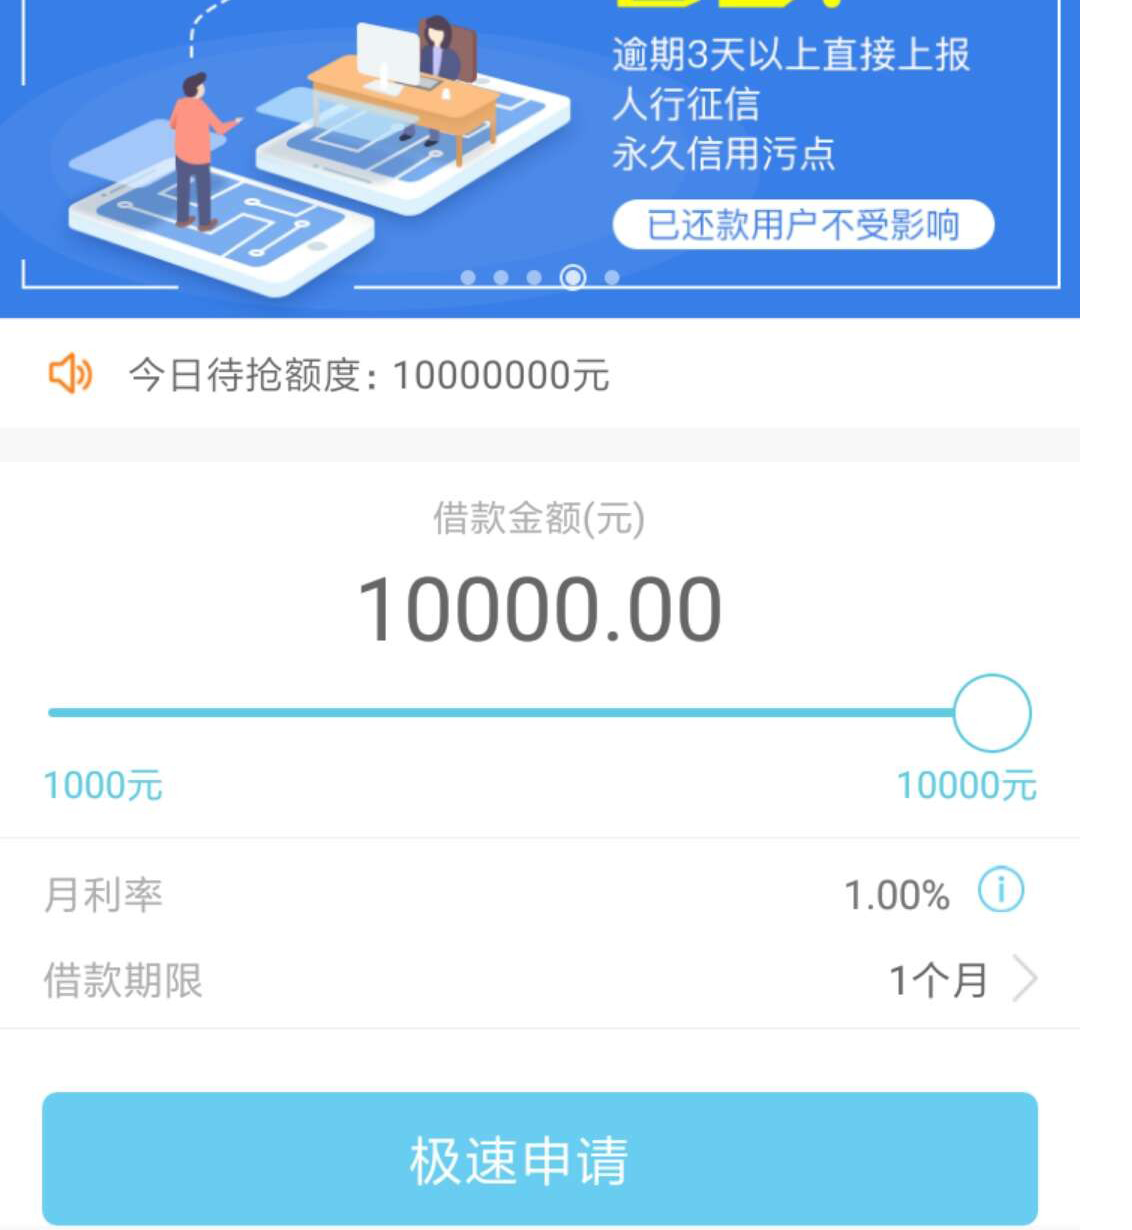 逾期3天以上直接上报
人行征信
永久信用污点
已还款用户不受影响
今日待抢额度：10000000元
借款金额(元)
10000.00
1000元
10000元
月利率
1.00%
借款期限
1个月
极速申请